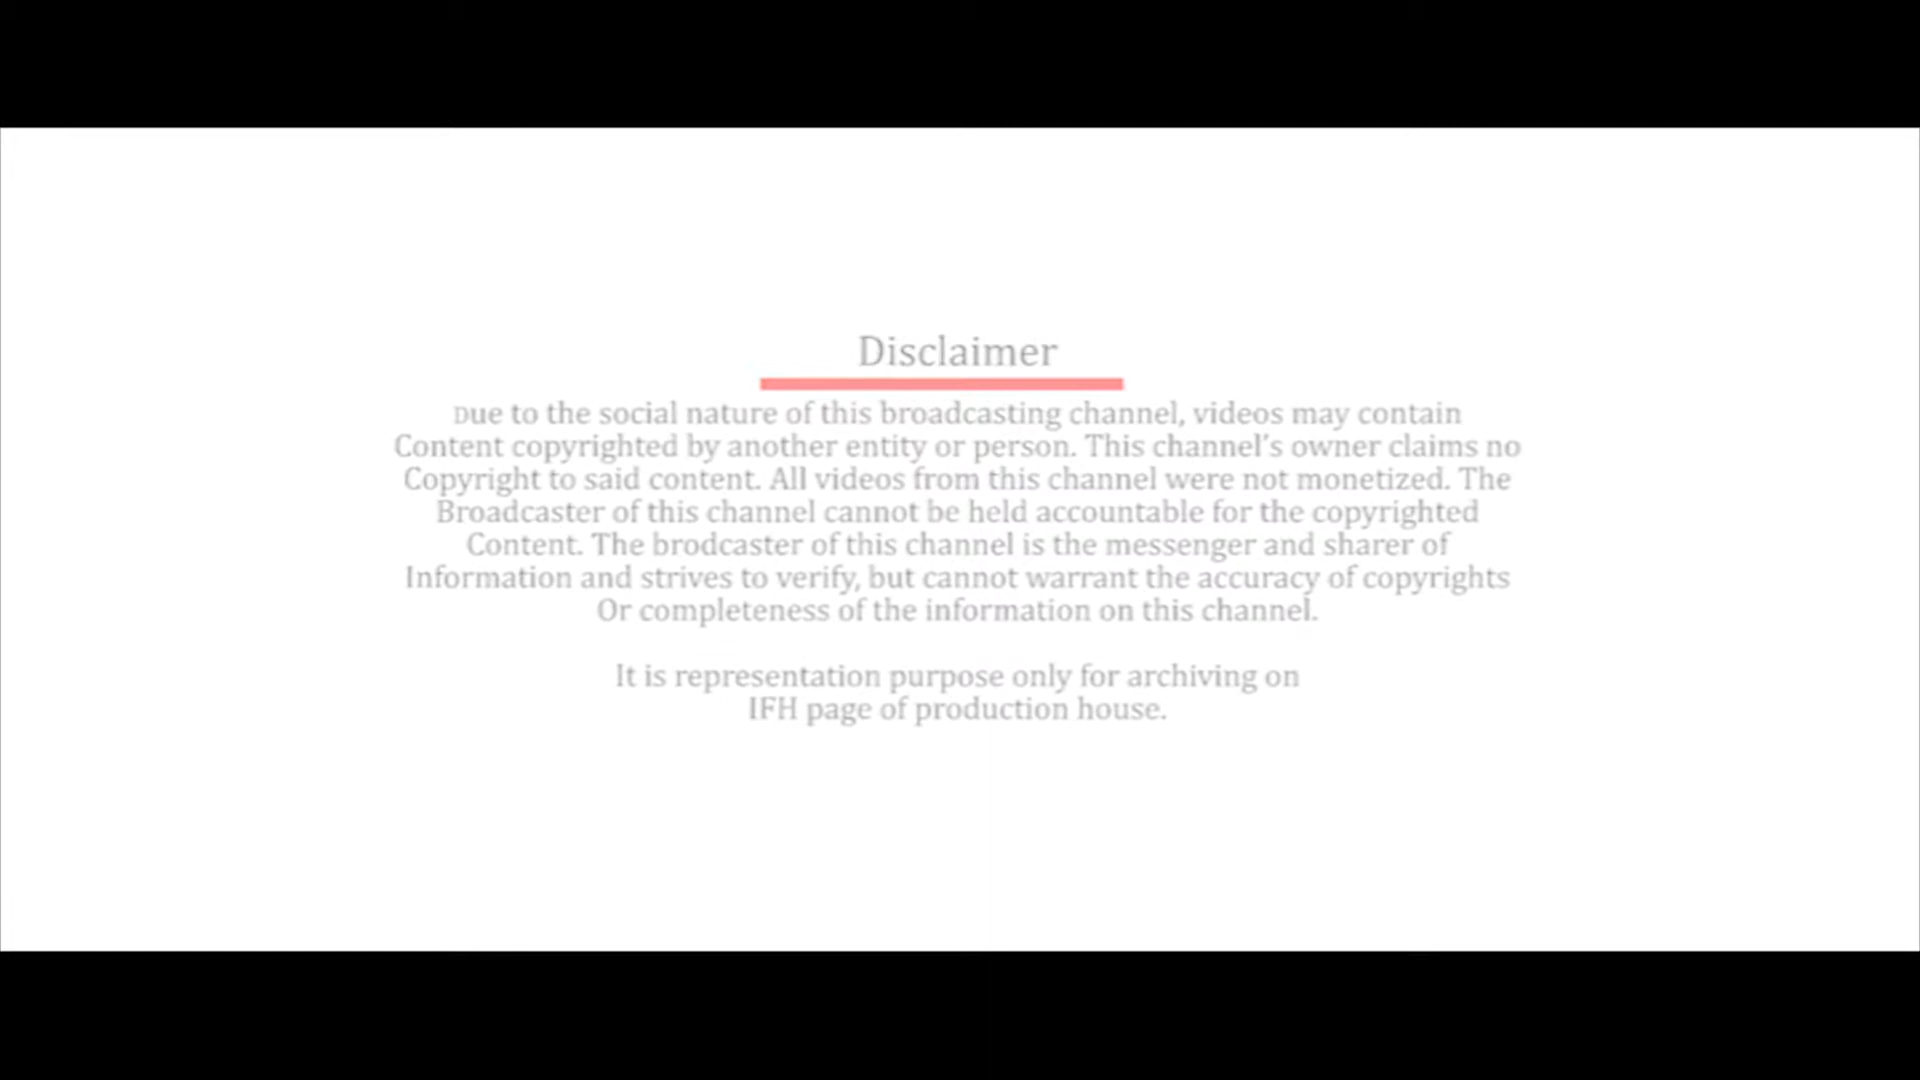 Disclaimer
Due to the social nature of this broadcasting channel, videos may contain
Content copyrighted by another entity or person. This channel’s owner claims no
Copyright to said content. All videos from this channel were not monetized. The
Broadcaster of this channel cannot be held accountable for the copyrighted
Content. The brodcaster of this channel is the messenger and sharer of
Information and strives to verify, but cannot warrant the accuracy of copyrights
Or completeness of the information on this channel.
It is representation purpose only for archiving on
IFH page of production house.